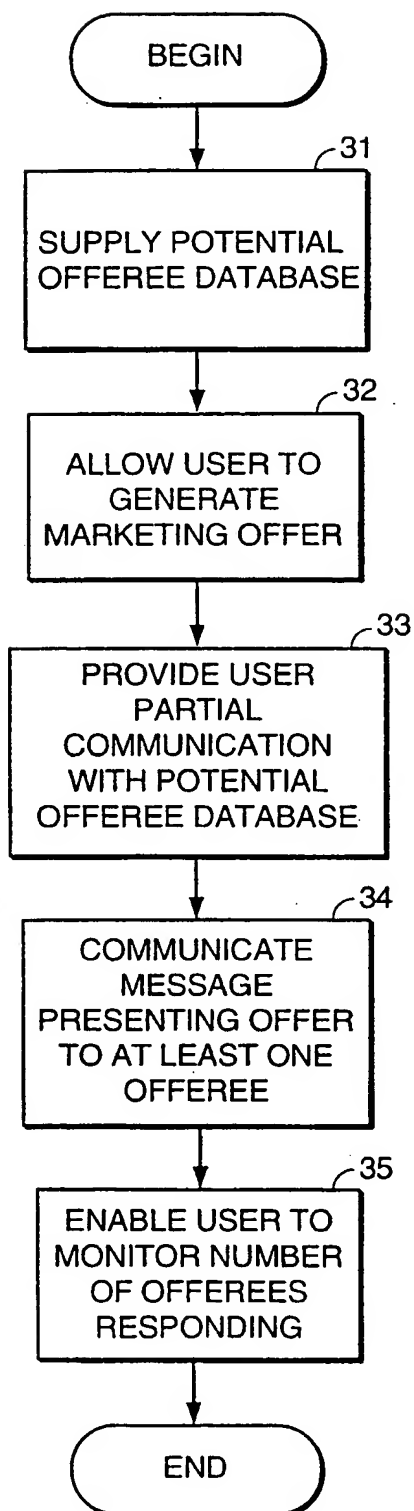 BEGIN
31
SUPPLY POTENTIAL
OFFEREE DATABASE
32
ALLOW USER TO
GENERATE
MARKETING OFFER
33
PROVIDE USER
PARTIAL
COMMUNICATION
WITH POTENTIAL
OFFEREE DATABASE
34
COMMUNICATE
MESSAGE
PRESENTING OFFER
TO AT LEAST ONE
OFFEREE
35
ENABLE USER TO
MONITOR NUMBER
OF OFFEREES
RESPONDING
END